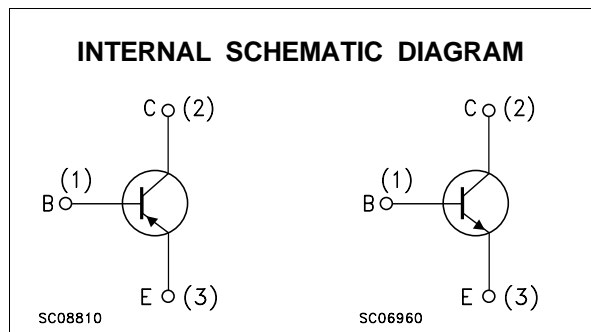 INTERNAL SCHEMATIC DIAGRAM
C (2)
(1)
B
E (3)
SC08810
C (2)
(1)
B
E (3)
SC06960